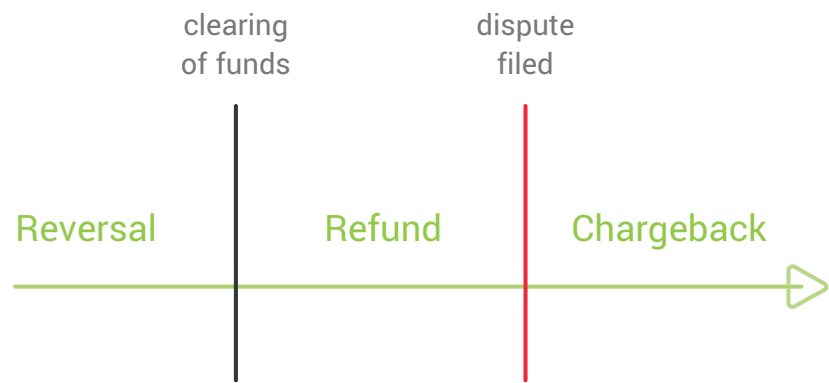 clearing
of funds
dispute
filed
Reversal
Refund
Chargeback